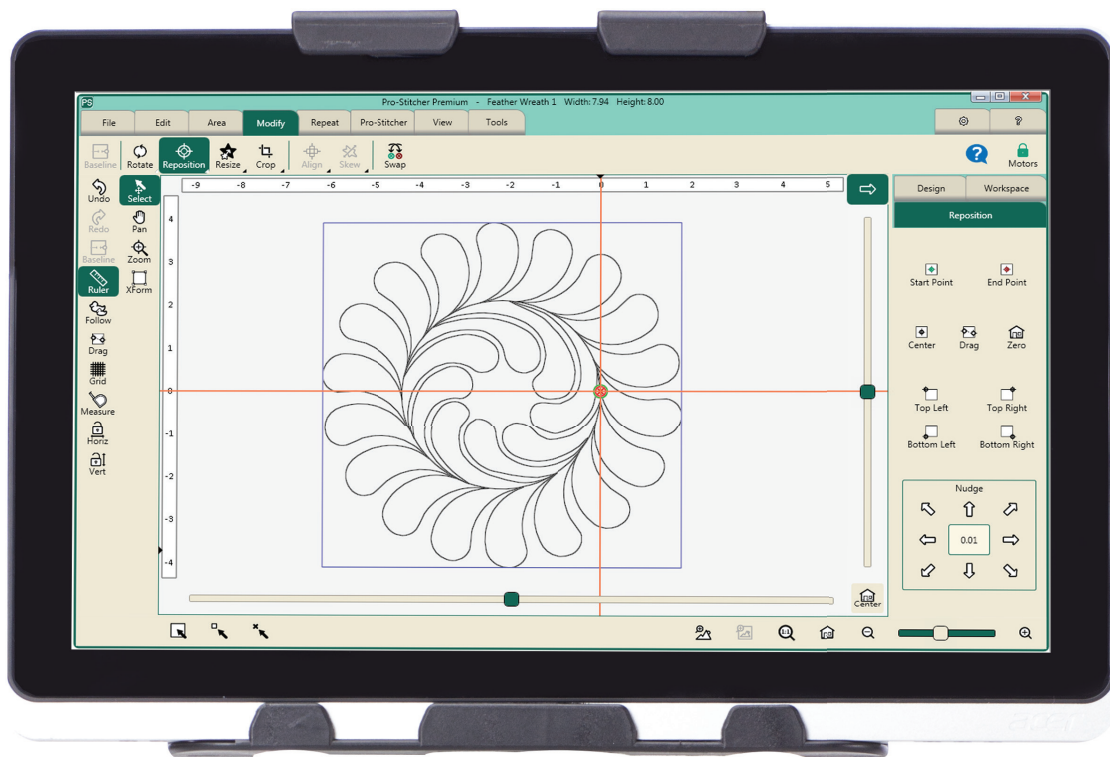 PS
Pro-Stitcher Premium - Feather Wreath 1 Width: 7.94 Height: 8.00
File Edit Area Modify Repeat Pro-Stitcher View Tools ?
Baseline Rotate Reposition Resize Crop Align Skew Swap ? Motors
Undo Select
Redo Pan
Baseline Zoom
Ruler XForm
Follow
Drag
Grid
Measure
Horiz
Vert
-9 -8 -7 -6 -5 -4 -3 -2 -1 0 1 2 3 4 5
4
3
2
1
0
-1
-2
-3
-4
Design Workspace
Reposition
Start Point End Point
Center Drag Zero
Top Left Top Right
Bottom Left Bottom Right
Nudge
0.01
Center
1:1
acer